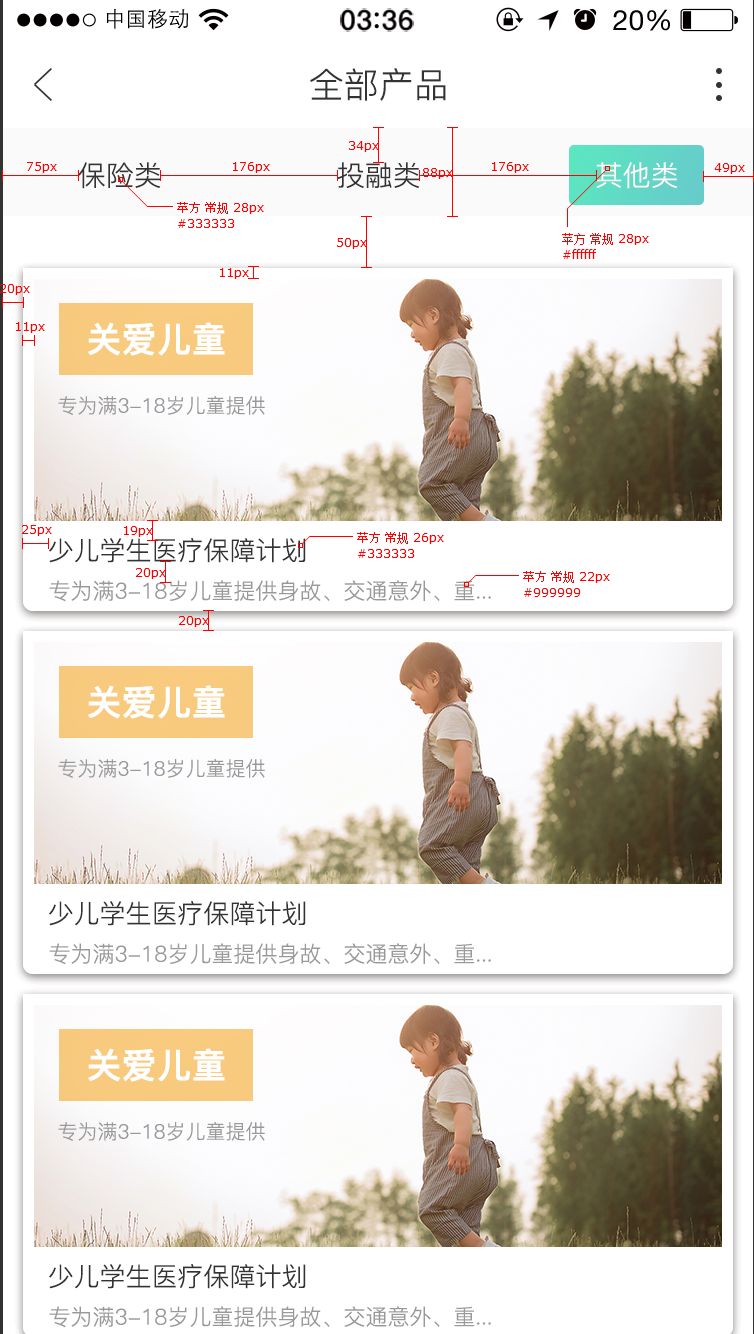 中国移动 03:36 20%
全部产品
34px
75px 保险类 176px 投融类 88px 176px 其他类 49px
苹方 常规 28px
#333333
苹方 常规 28px
#ffffff
50px
11px
20px
11px
关爱儿童
专为满3-18岁儿童提供
25px 19px
少儿学生医疗保障计划
苹方 常规 26px
#333333
20px
苹方 常规 22px
#999999
专为满3-18岁儿童提供身故、交通意外、重...
20px
关爱儿童
专为满3-18岁儿童提供
少儿学生医疗保障计划
专为满3-18岁儿童提供身故、交通意外、重...
关爱儿童
专为满3-18岁儿童提供
少儿学生医疗保障计划
专为满3-18岁儿童提供身故、交通意外、重...